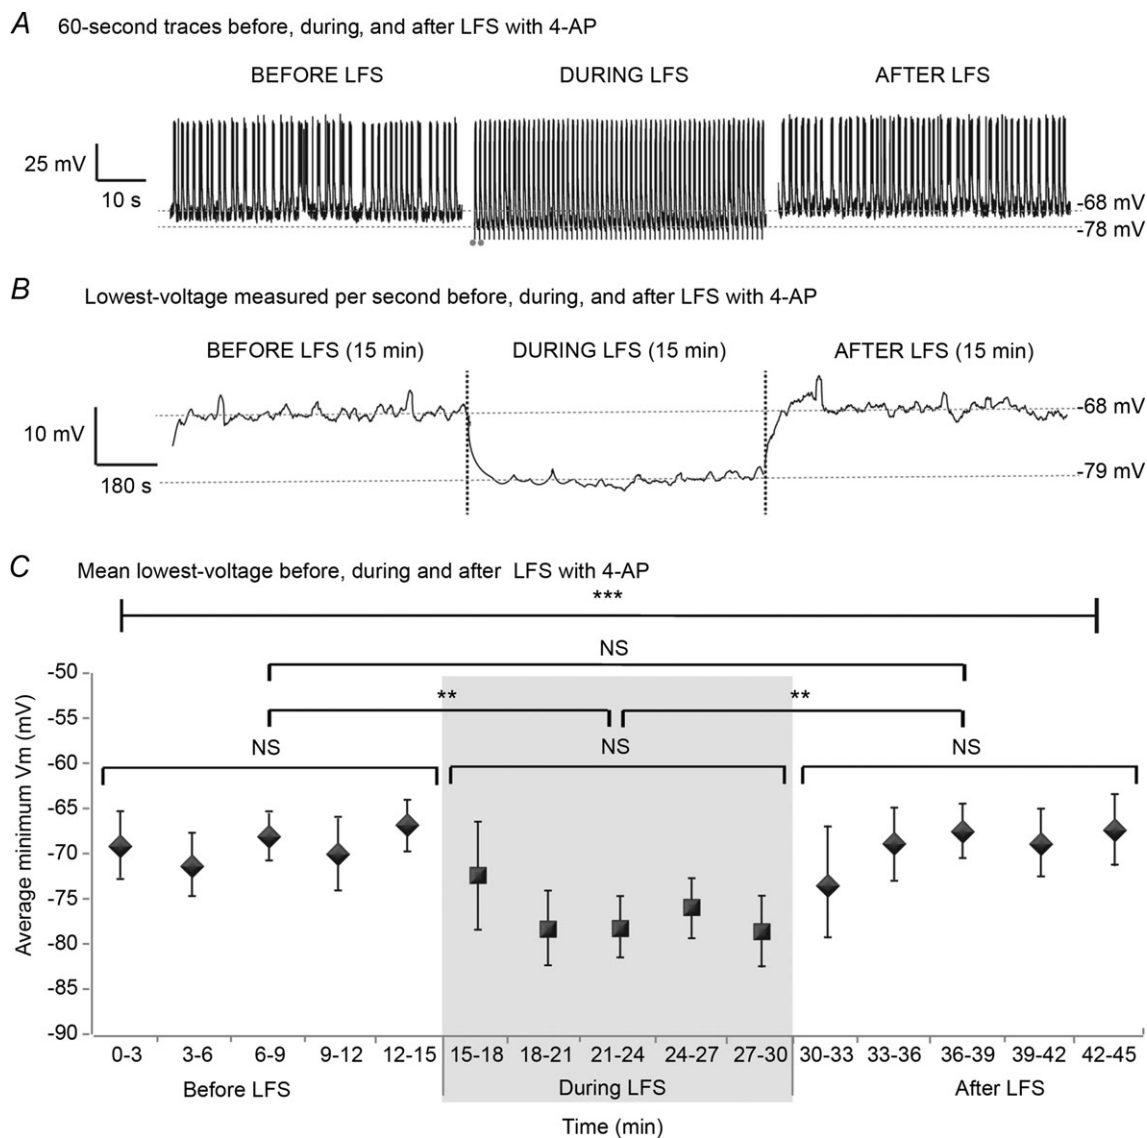 A 60-second traces before, during, and after LFS with 4-AP
BEFORE LFS DURING LFS AFTER LFS
25 mV
10 s
-68 mV
-78 mV
B Lowest-voltage measured per second before, during, and after LFS with 4-AP
BEFORE LFS (15 min) DURING LFS (15 min) AFTER LFS (15 min)
10 mV
180 s
-68 mV
-79 mV
C Mean lowest-voltage before, during and after LFS with 4-AP
***
NS
** **
NS NS NS
Average minimum Vm (mV)
-50
-55
-60
-65
-70
-75
-80
-85
-90
0-3 3-6 6-9 9-12 12-15 15-18 18-21 21-24 24-27 27-30 30-33 33-36 36-39 39-42 42-45
Before LFS During LFS After LFS
Time (min)